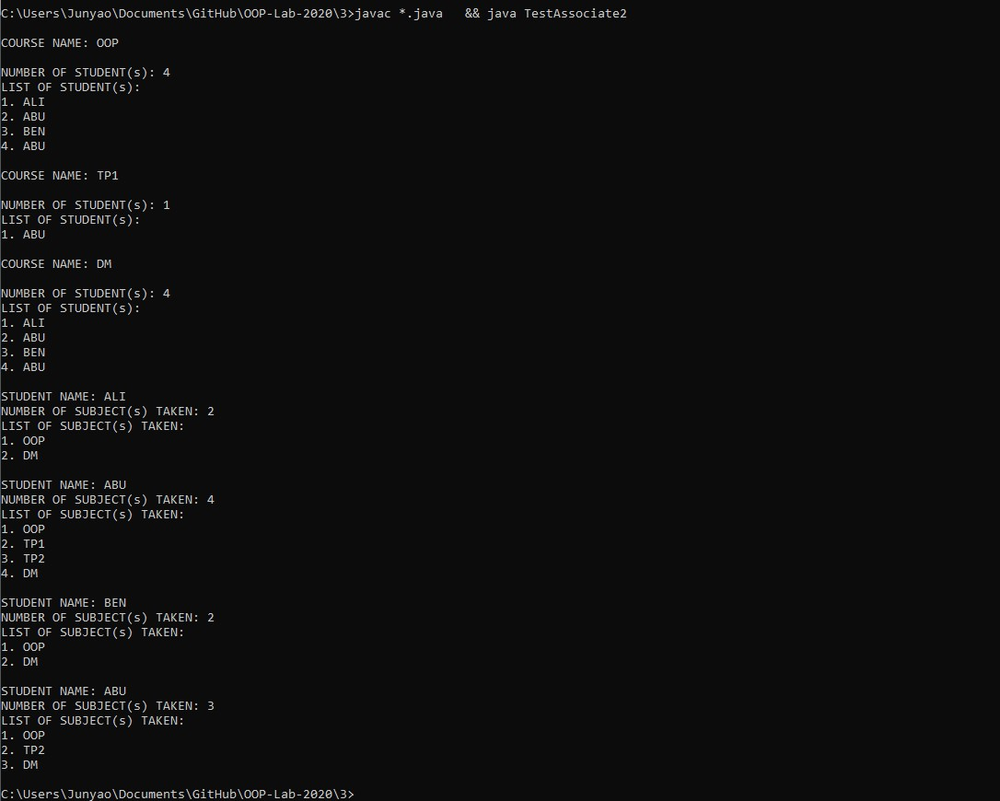 C:\Users\Junyao\Documents\GitHub\OOP-Lab-2020\3>javac *.java   && java TestAssociate2
COURSE NAME: OOP
NUMBER OF STUDENT(s): 4
LIST OF STUDENT(s):
1. ALI
2. ABU
3. BEN
4. ABU
COURSE NAME: TP1
NUMBER OF STUDENT(s): 1
LIST OF STUDENT(s):
1. ABU
COURSE NAME: DM
NUMBER OF STUDENT(s): 4
LIST OF STUDENT(s):
1. ALI
2. ABU
3. BEN
4. ABU
STUDENT NAME: ALI
NUMBER OF SUBJECT(s) TAKEN: 2
LIST OF SUBJECT(s) TAKEN:
1. OOP
2. DM
STUDENT NAME: ABU
NUMBER OF SUBJECT(s) TAKEN: 4
LIST OF SUBJECT(s) TAKEN:
1. OOP
2. TP1
3. TP2
4. DM
STUDENT NAME: BEN
NUMBER OF SUBJECT(s) TAKEN: 2
LIST OF SUBJECT(s) TAKEN:
1. OOP
2. DM
STUDENT NAME: ABU
NUMBER OF SUBJECT(s) TAKEN: 3
LIST OF SUBJECT(s) TAKEN:
1. OOP
2. TP2
3. DM
C:\Users\Junyao\Documents\GitHub\OOP-Lab-2020\3>